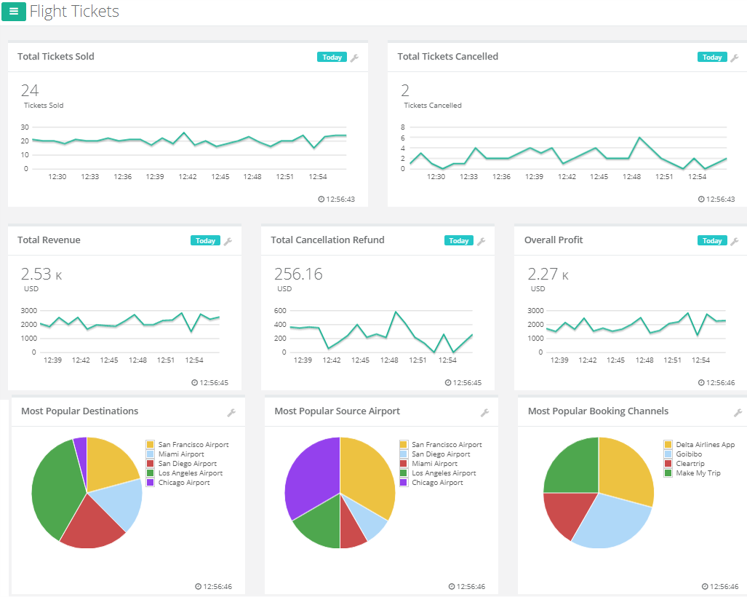 Flight Tickets
Total Tickets Sold
Today
24
Tickets Sold
30
20
10
0
12:30 12:33 12:36 12:39 12:42 12:45 12:48 12:51 12:54
12:56:43
Total Tickets Cancelled
Today
2
Tickets Cancelled
8
6
4
2
0
12:30 12:33 12:36 12:39 12:42 12:45 12:48 12:51 12:54
12:56:43
Total Revenue
Today
2.53 K
USD
3000
2000
1000
0
12:39 12:42 12:45 12:48 12:51 12:54
12:56:45
Total Cancellation Refund
Today
256.16
USD
600
400
200
0
12:39 12:42 12:45 12:48 12:51 12:54
12:56:45
Overall Profit
Today
2.27 K
USD
3000
2000
1000
0
12:39 12:42 12:45 12:48 12:51 12:54
12:56:46
Most Popular Destinations
San Francisco Airport
Miami Airport
San Diego Airport
Los Angeles Airport
Chicago Airport
12:56:46
Most Popular Source Airport
San Francisco Airport
San Diego Airport
Miami Airport
Los Angeles Airport
Chicago Airport
12:56:46
Most Popular Booking Channels
Delta Airlines App
Goibibo
Cleartrip
Make My Trip
12:56:46